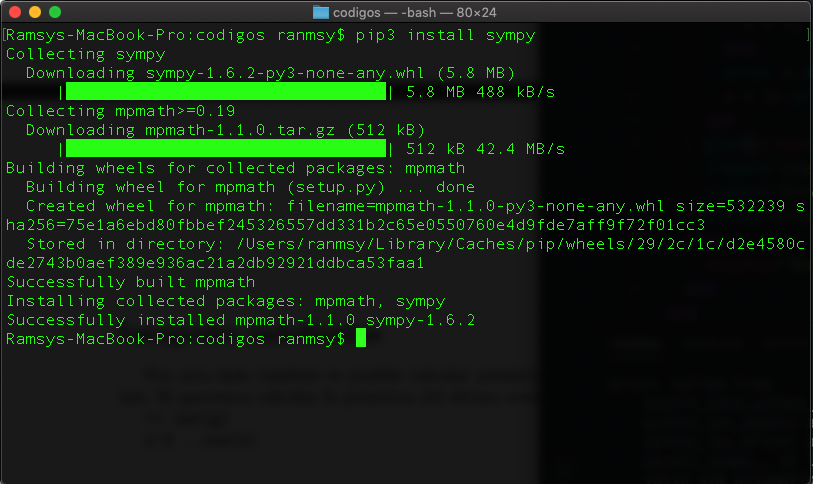 codigos — -bash — 80×24
Ramsys-MacBook-Pro:codigos ranmsy$ pip3 install sympy
Collecting sympy
  Downloading sympy-1.6.2-py3-none-any.whl (5.8 MB)
     |████████████████████████████████| 5.8 MB 488 kB/s
Collecting mpmath>=0.19
  Downloading mpmath-1.1.0.tar.gz (512 kB)
     |████████████████████████████████| 512 kB 42.4 MB/s
Building wheels for collected packages: mpmath
  Building wheel for mpmath (setup.py) ... done
  Created wheel for mpmath: filename=mpmath-1.1.0-py3-none-any.whl size=532239 s
ha256=75e1a6ebd80fbbef245326557dd331b2c65e0550760e4d9fde7aff9f72f01cc3
  Stored in directory: /Users/ranmsy/Library/Caches/pip/wheels/29/2c/1c/d2e4580c
de2743b0aef389e936ac21a2db92921ddbca53faa1
Successfully built mpmath
Installing collected packages: mpmath, sympy
Successfully installed mpmath-1.1.0 sympy-1.6.2
Ramsys-MacBook-Pro:codigos ranmsy$